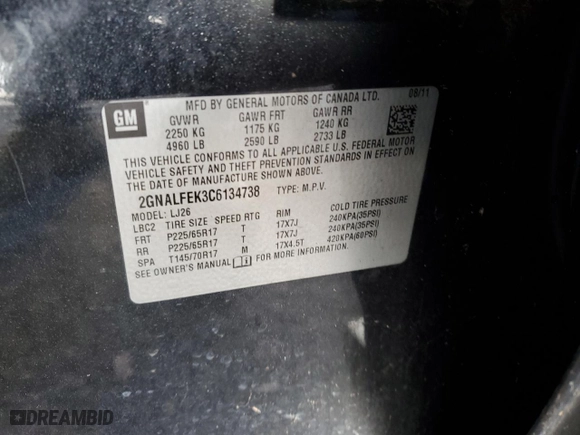 MFD BY GENERAL MOTORS OF CANADA LTD. 08/11
GM
GVWR GAWR FRT GAWR RR
2250 KG 1175 KG 1240 KG
4960 LB 2590 LB 2733 LB
THIS VEHICLE CONFORMS TO ALL APPLICABLE U.S. FEDERAL MOTOR
VEHICLE SAFETY AND THEFT PREVENTION STANDARDS IN EFFECT ON
THE DATE OF MANUFACTURE SHOWN ABOVE.
2GNALFEK3C6134738 TYPE: M.P.V.
MODEL: LJ26
LBC2 TIRE SIZE SPEED RTG RIM COLD TIRE PRESSURE
FRT P225/65R17 T 17X7J 240KPA(35PSI)
RR P225/65R17 T 17X7J 240KPA(35PSI)
SPA T145/70R17 M 17X4.5T 420KPA(60PSI)
SEE OWNER'S MANUAL FOR MORE INFORMATION.
DREAMBID